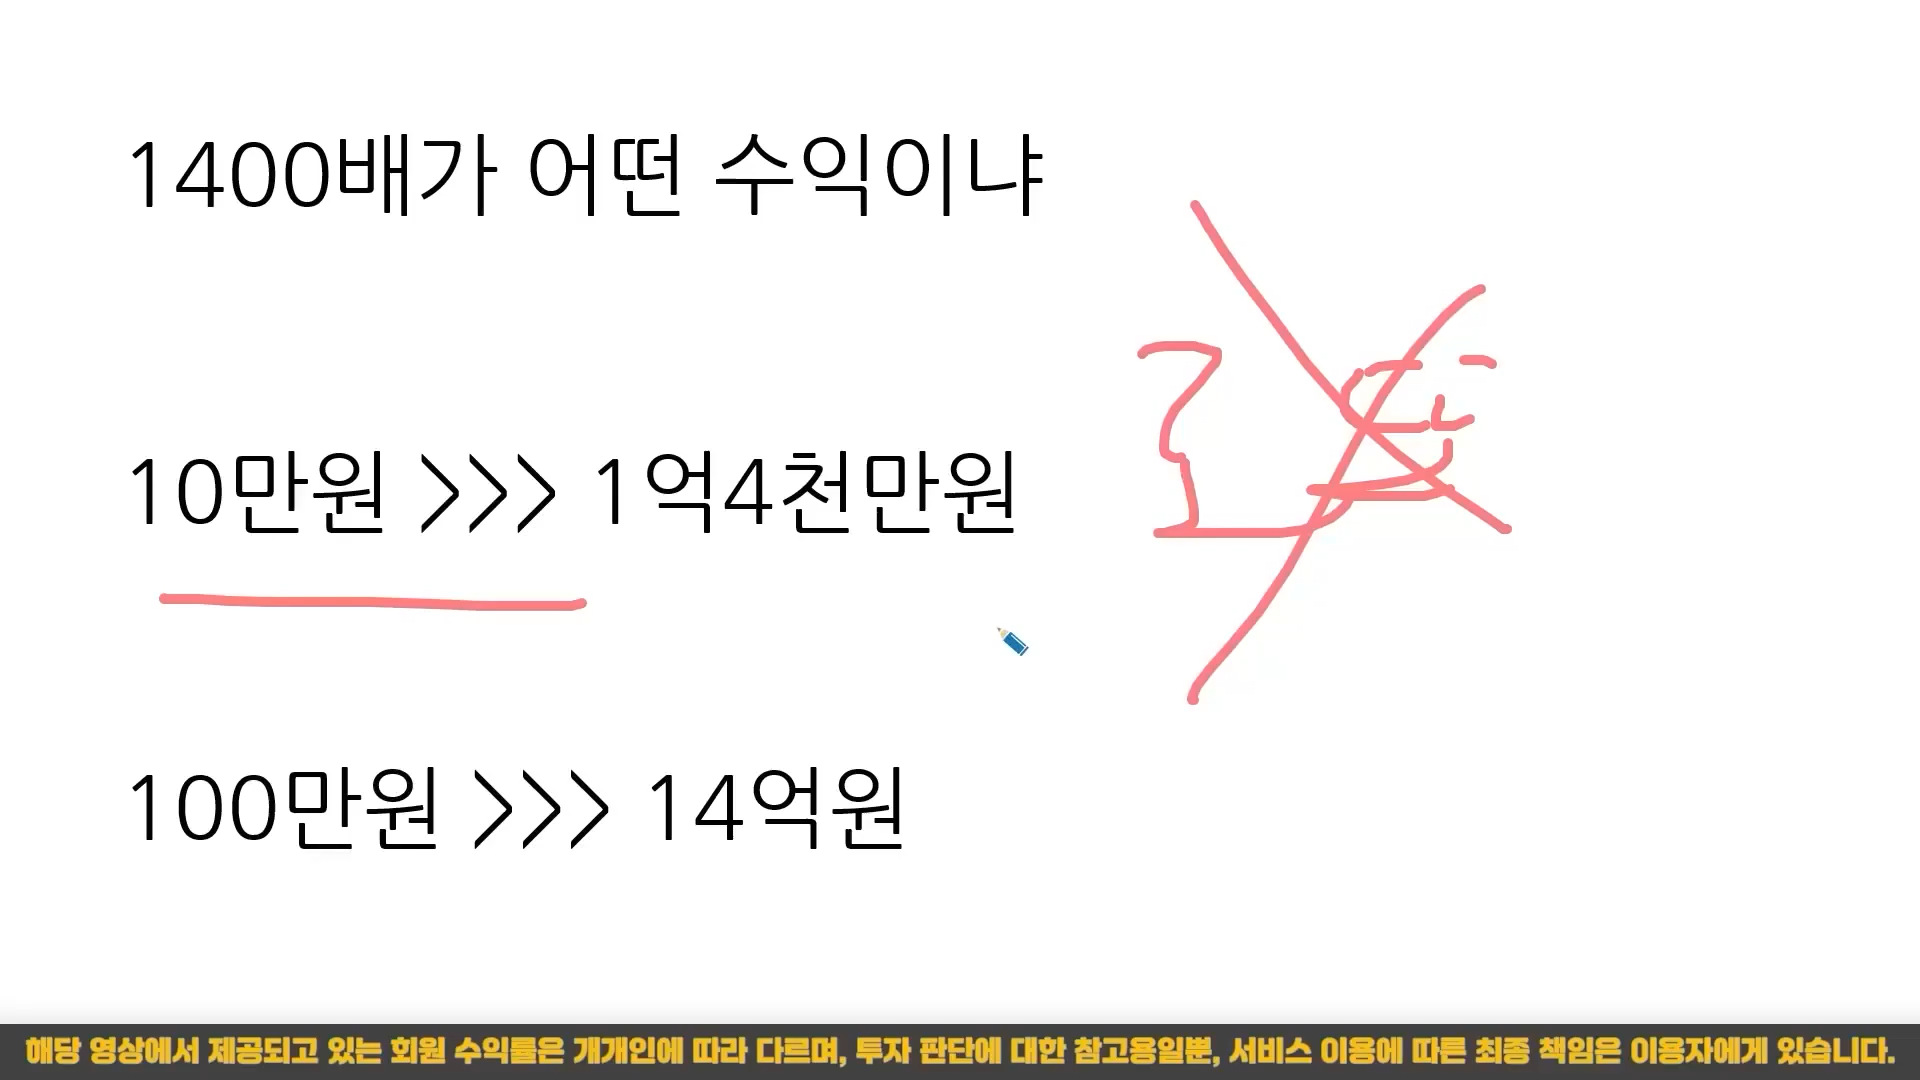 1400배가 어떤 수익이냐
10만원 >>> 1억4천만원
100만원 >>> 14억원
해당 영상에서 제공되고 있는 회원 수익률은 개개인에 따라 다르며, 투자 판단에 대한 참고용일뿐, 서비스 이용에 따른 최종 책임은 이용자에게 있습니다.